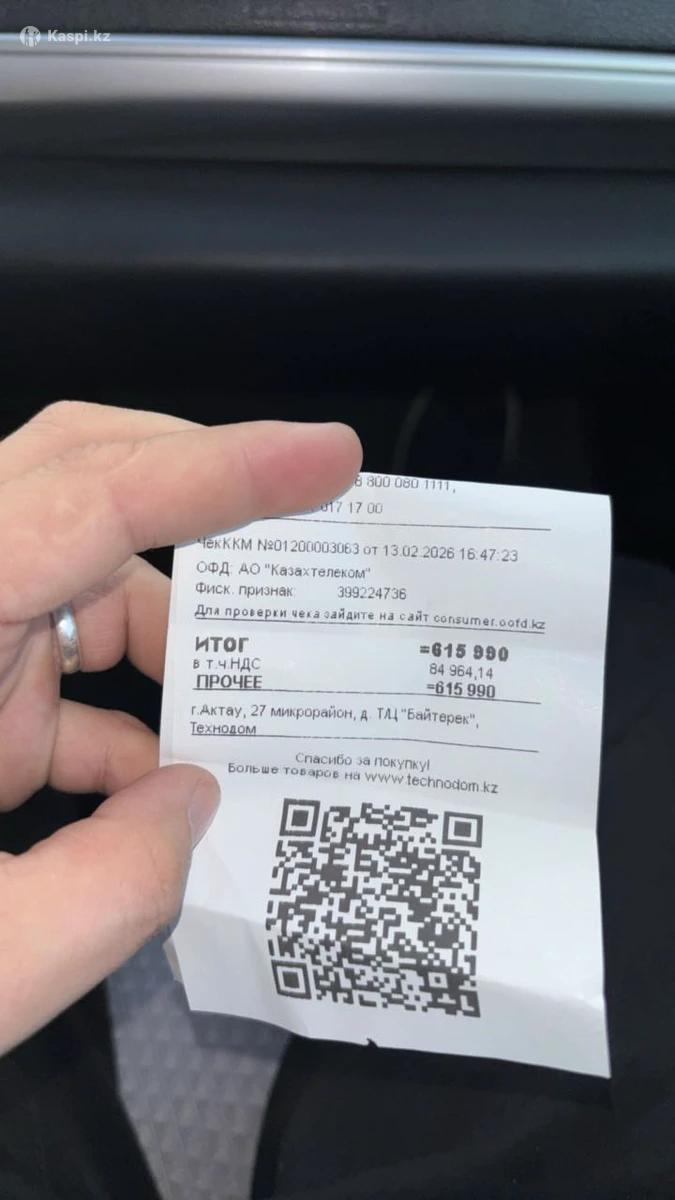 Kaspi.kz
8 800 080 1111,
017 17 00
ЧекККМ №01200003063 от 13.02.2026 16:47:23
ОФД: АО "Казахтелеком"
Фиск. признак: 399224736
Для проверки чека зайдите на сайт consumer.oofd.kz
ИТОГ =615 990
в т.ч.НДС 84 964,14
ПРОЧЕЕ =615 990
г.Актау, 27 микрорайон, д. ТЛЦ "Байтерек",
Технодом
Спасибо за покупку!
Больше товаров на www.technodom.kz